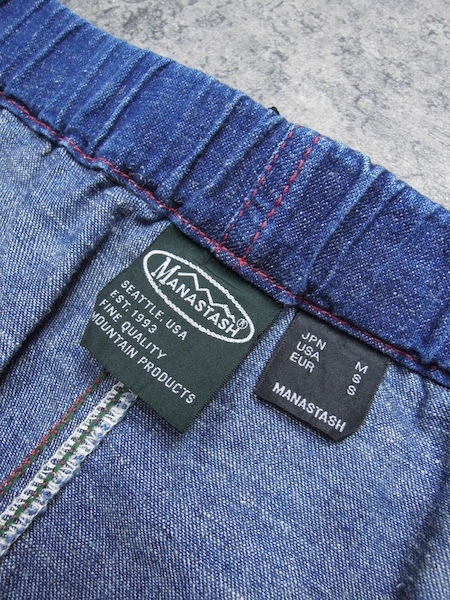 MANASTASH®
SEATTLE, USA
EST. 1993
FINE QUALITY
MOUNTAIN PRODUCTS
JPN M
USA S
EUR S
MANASTASH